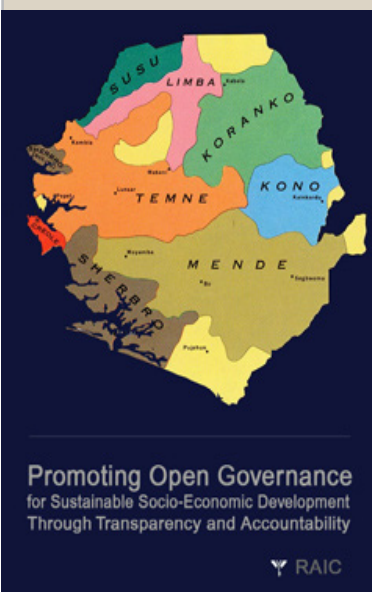 SUSU
LIMBA
Kabala
KORANKO
Kambia
Makeni
Lunsar
TEMNE
KONO
Koindu
CREOLE
Moyamba
MENDE
SHERBRO
Bo
Segbwema
Pujehun
Promoting Open Governance
for Sustainable Socio-Economic Development
Through Transparency and Accountability
RAIC